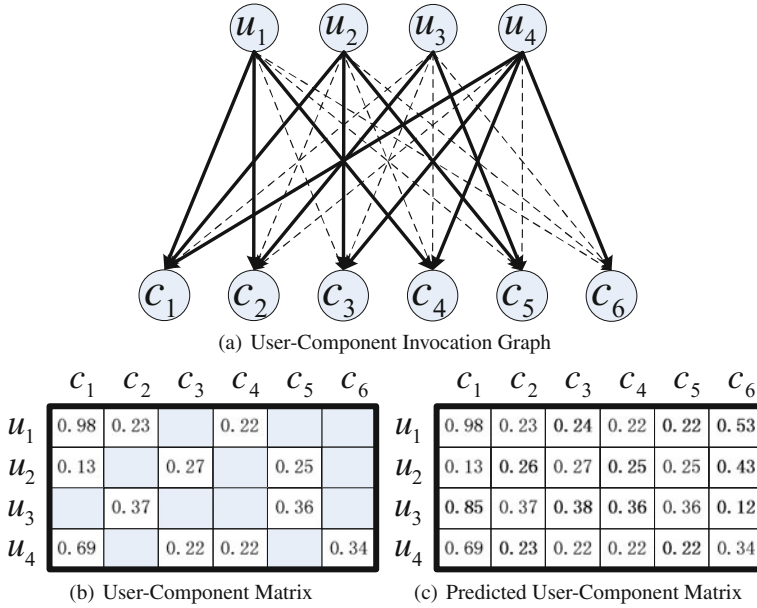 u1 u2 u3 u4
c1 c2 c3 c4 c5 c6
(a) User-Component Invocation Graph
c1 c2 c3 c4 c5 c6
u1 0.98 0.23 0.22
u2 0.13 0.27 0.25
u3 0.37 0.36
u4 0.69 0.22 0.22 0.34
(b) User-Component Matrix
c1 c2 c3 c4 c5 c6
u1 0.98 0.23 0.24 0.22 0.22 0.53
u2 0.13 0.26 0.27 0.25 0.25 0.43
u3 0.85 0.37 0.38 0.36 0.36 0.12
u4 0.69 0.23 0.22 0.22 0.22 0.34
(c) Predicted User-Component Matrix